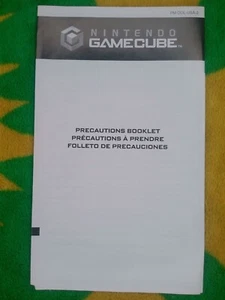 NINTENDO
GAMECUBE
PRECAUTIONS BOOKLET
PRÉCAUTIONS À PRENDRE
FOLLETO DE PRECAUCIONES